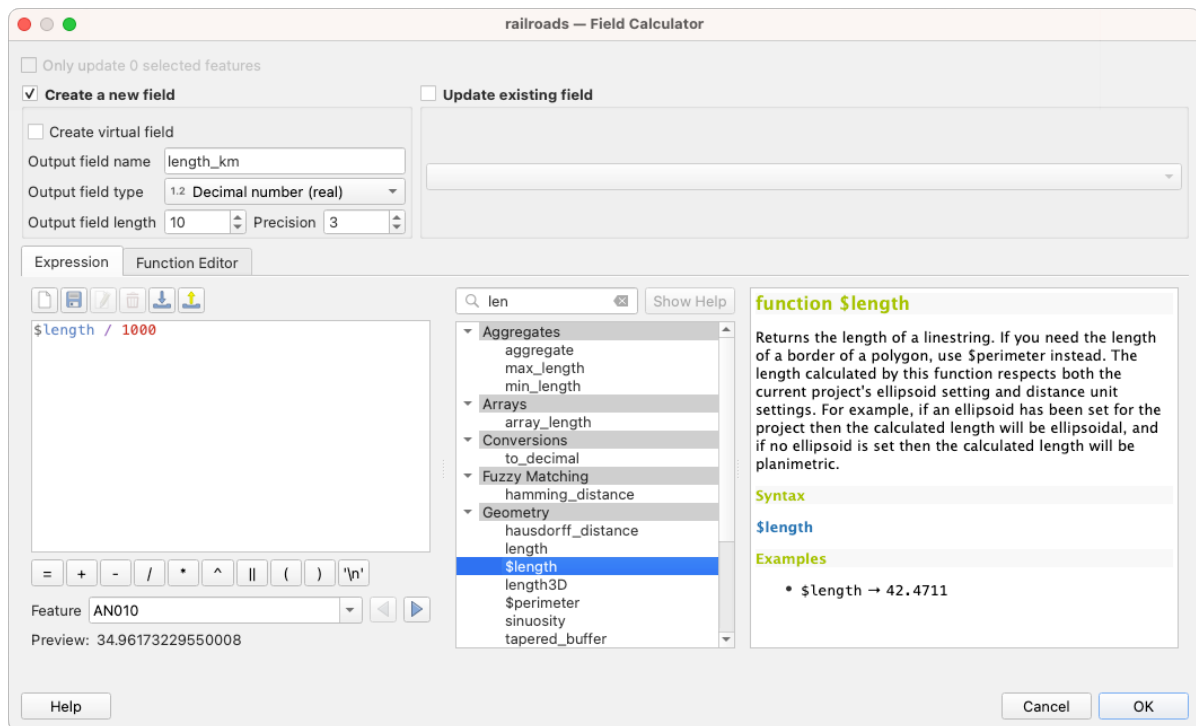 railroads — Field Calculator
Only update 0 selected features
Create a new field
Update existing field
Create virtual field
Output field name length_km
Output field type 1.2 Decimal number (real)
Output field length 10 Precision 3
Expression Function Editor
len Show Help
$length / 1000
Aggregates
aggregate
max_length
min_length
Arrays
array_length
Conversions
to_decimal
Fuzzy Matching
hamming_distance
Geometry
hausdorff_distance
length
$length
length3D
$perimeter
sinuosity
tapered_buffer
function $length
Returns the length of a linestring. If you need the length
of a border of a polygon, use $perimeter instead. The
length calculated by this function respects both the
current project's ellipsoid setting and distance unit
settings. For example, if an ellipsoid has been set for the
project then the calculated length will be ellipsoidal, and
if no ellipsoid is set then the calculated length will be
planimetric.
Syntax
$length
Examples
• $length → 42.4711
= + - / * ^ || ( ) '\n'
Feature AN010
Preview: 34.96173229550008
Help Cancel OK